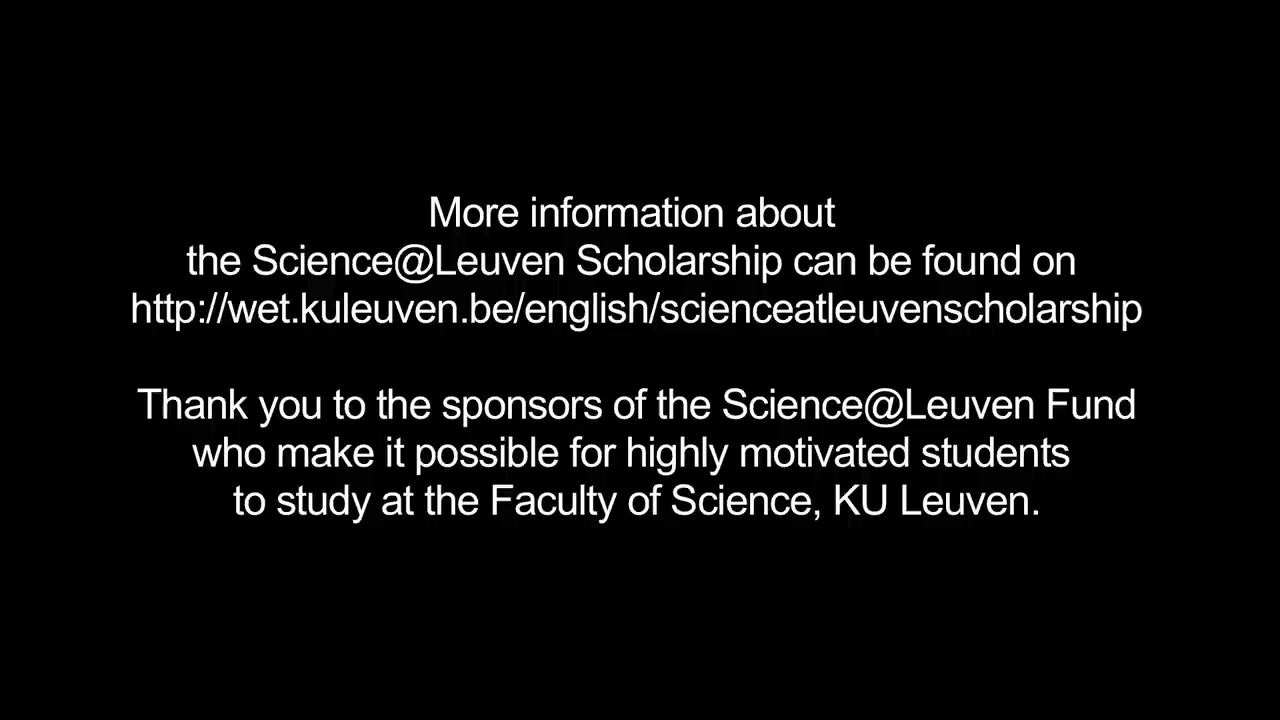 More information about
the Science@Leuven Scholarship can be found on
http://wet.kuleuven.be/english/scienceatleuvenscholarship
Thank you to the sponsors of the Science@Leuven Fund
who make it possible for highly motivated students
to study at the Faculty of Science, KU Leuven.